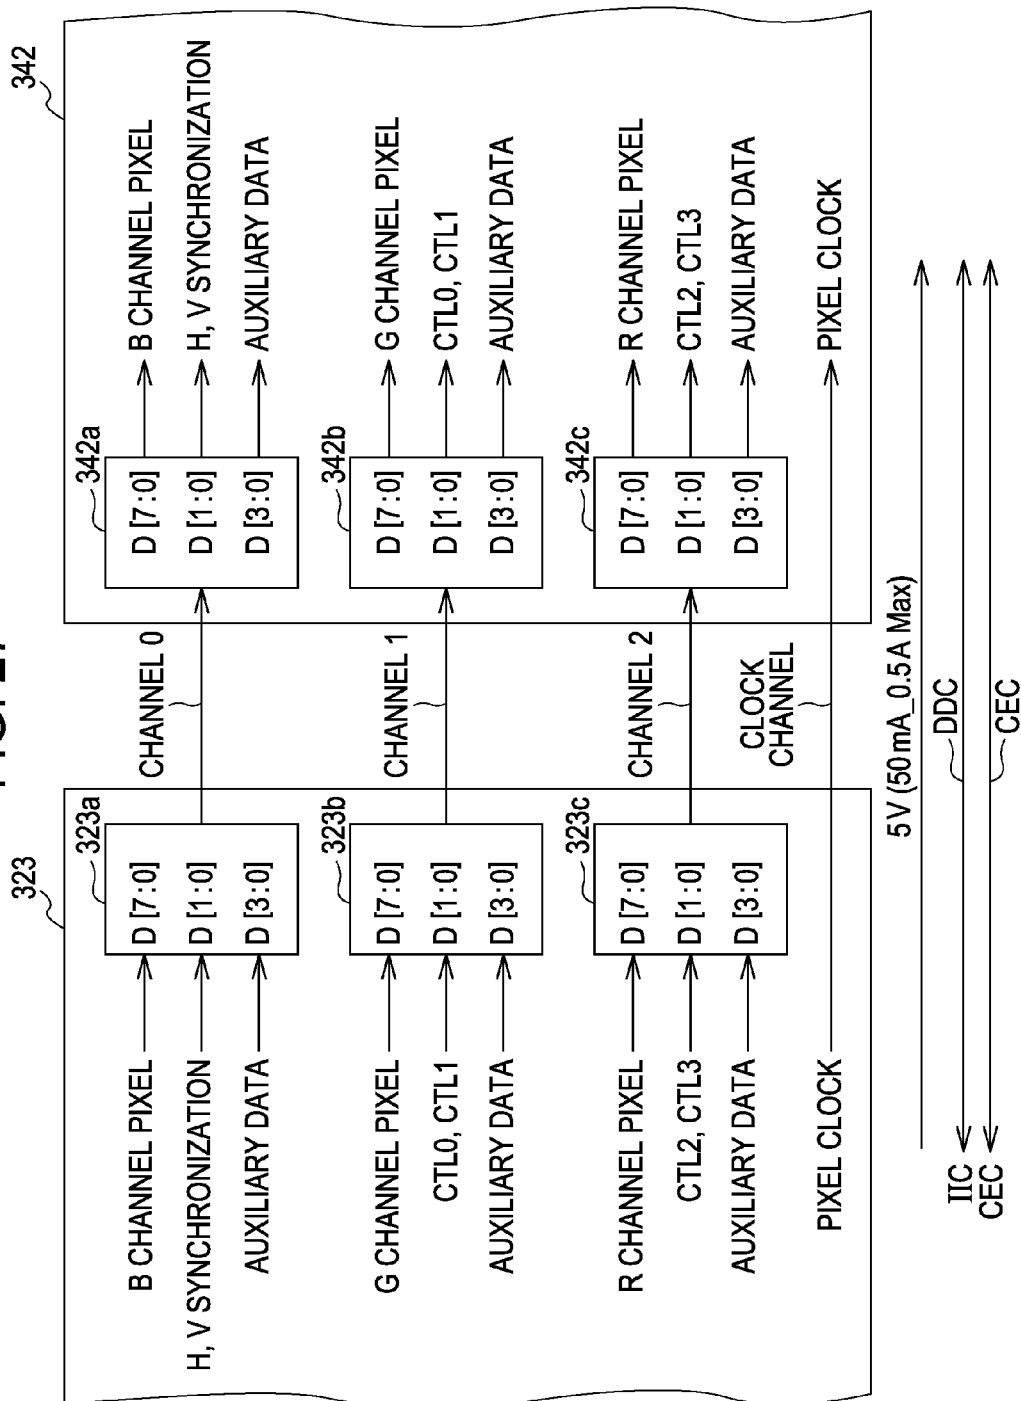 323
342
B CHANNEL PIXEL
H, V SYNCHRONIZATION
AUXILIARY DATA
323a
D [7:0]
D [1:0]
D [3:0]
CHANNEL 0
342a
D [7:0]
D [1:0]
D [3:0]
B CHANNEL PIXEL
H, V SYNCHRONIZATION
AUXILIARY DATA
G CHANNEL PIXEL
CTL0, CTL1
AUXILIARY DATA
323b
D [7:0]
D [1:0]
D [3:0]
CHANNEL 1
342b
D [7:0]
D [1:0]
D [3:0]
G CHANNEL PIXEL
CTL0, CTL1
AUXILIARY DATA
R CHANNEL PIXEL
CTL2, CTL3
AUXILIARY DATA
323c
D [7:0]
D [1:0]
D [3:0]
CHANNEL 2
342c
D [7:0]
D [1:0]
D [3:0]
R CHANNEL PIXEL
CTL2, CTL3
AUXILIARY DATA
PIXEL CLOCK
CLOCK
CHANNEL
PIXEL CLOCK
5 V (50 mA_0.5 A Max)
IIC
DDC
CEC
CEC